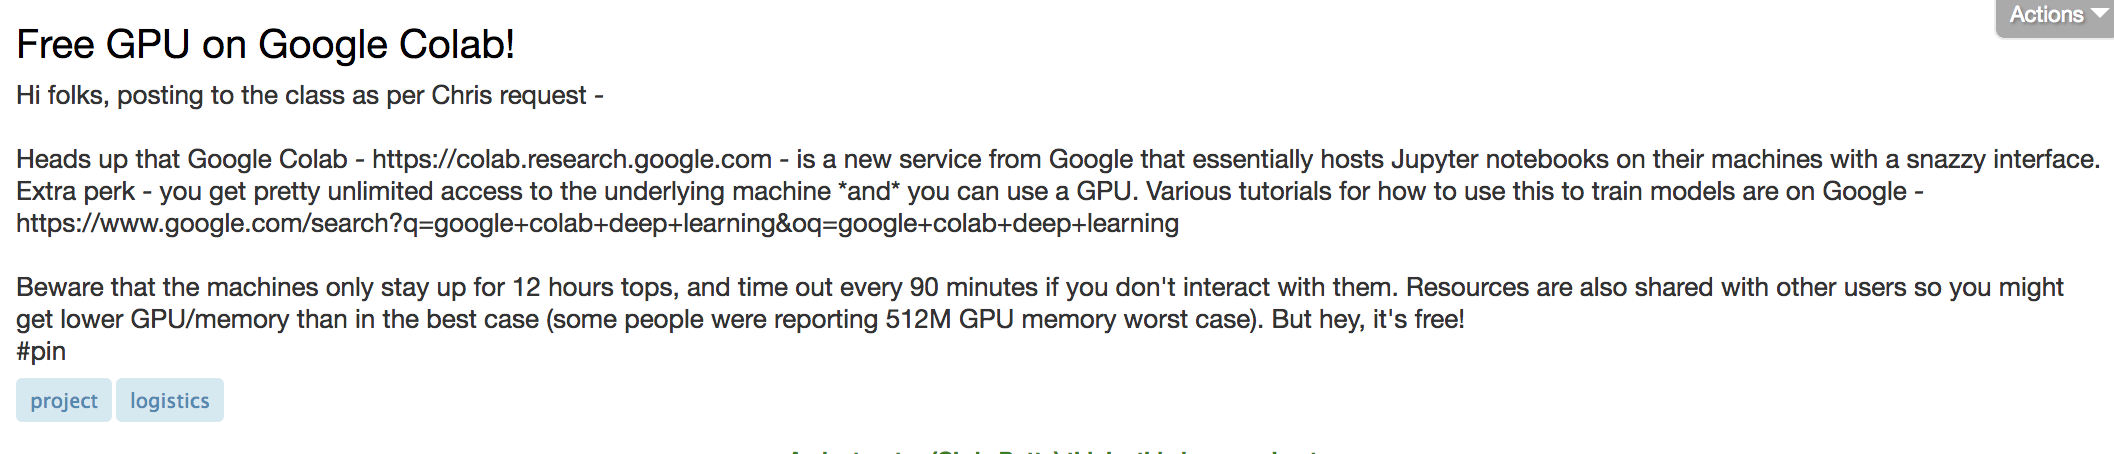 Actions
Free GPU on Google Colab!
Hi folks, posting to the class as per Chris request -
Heads up that Google Colab - https://colab.research.google.com - is a new service from Google that essentially hosts Jupyter notebooks on their machines with a snazzy interface.
Extra perk - you get pretty unlimited access to the underlying machine *and* you can use a GPU. Various tutorials for how to use this to train models are on Google -
https://www.google.com/search?q=google+colab+deep+learning&oq=google+colab+deep+learning
Beware that the machines only stay up for 12 hours tops, and time out every 90 minutes if you don't interact with them. Resources are also shared with other users so you might
get lower GPU/memory than in the best case (some people were reporting 512M GPU memory worst case). But hey, it's free!
#pin
project logistics